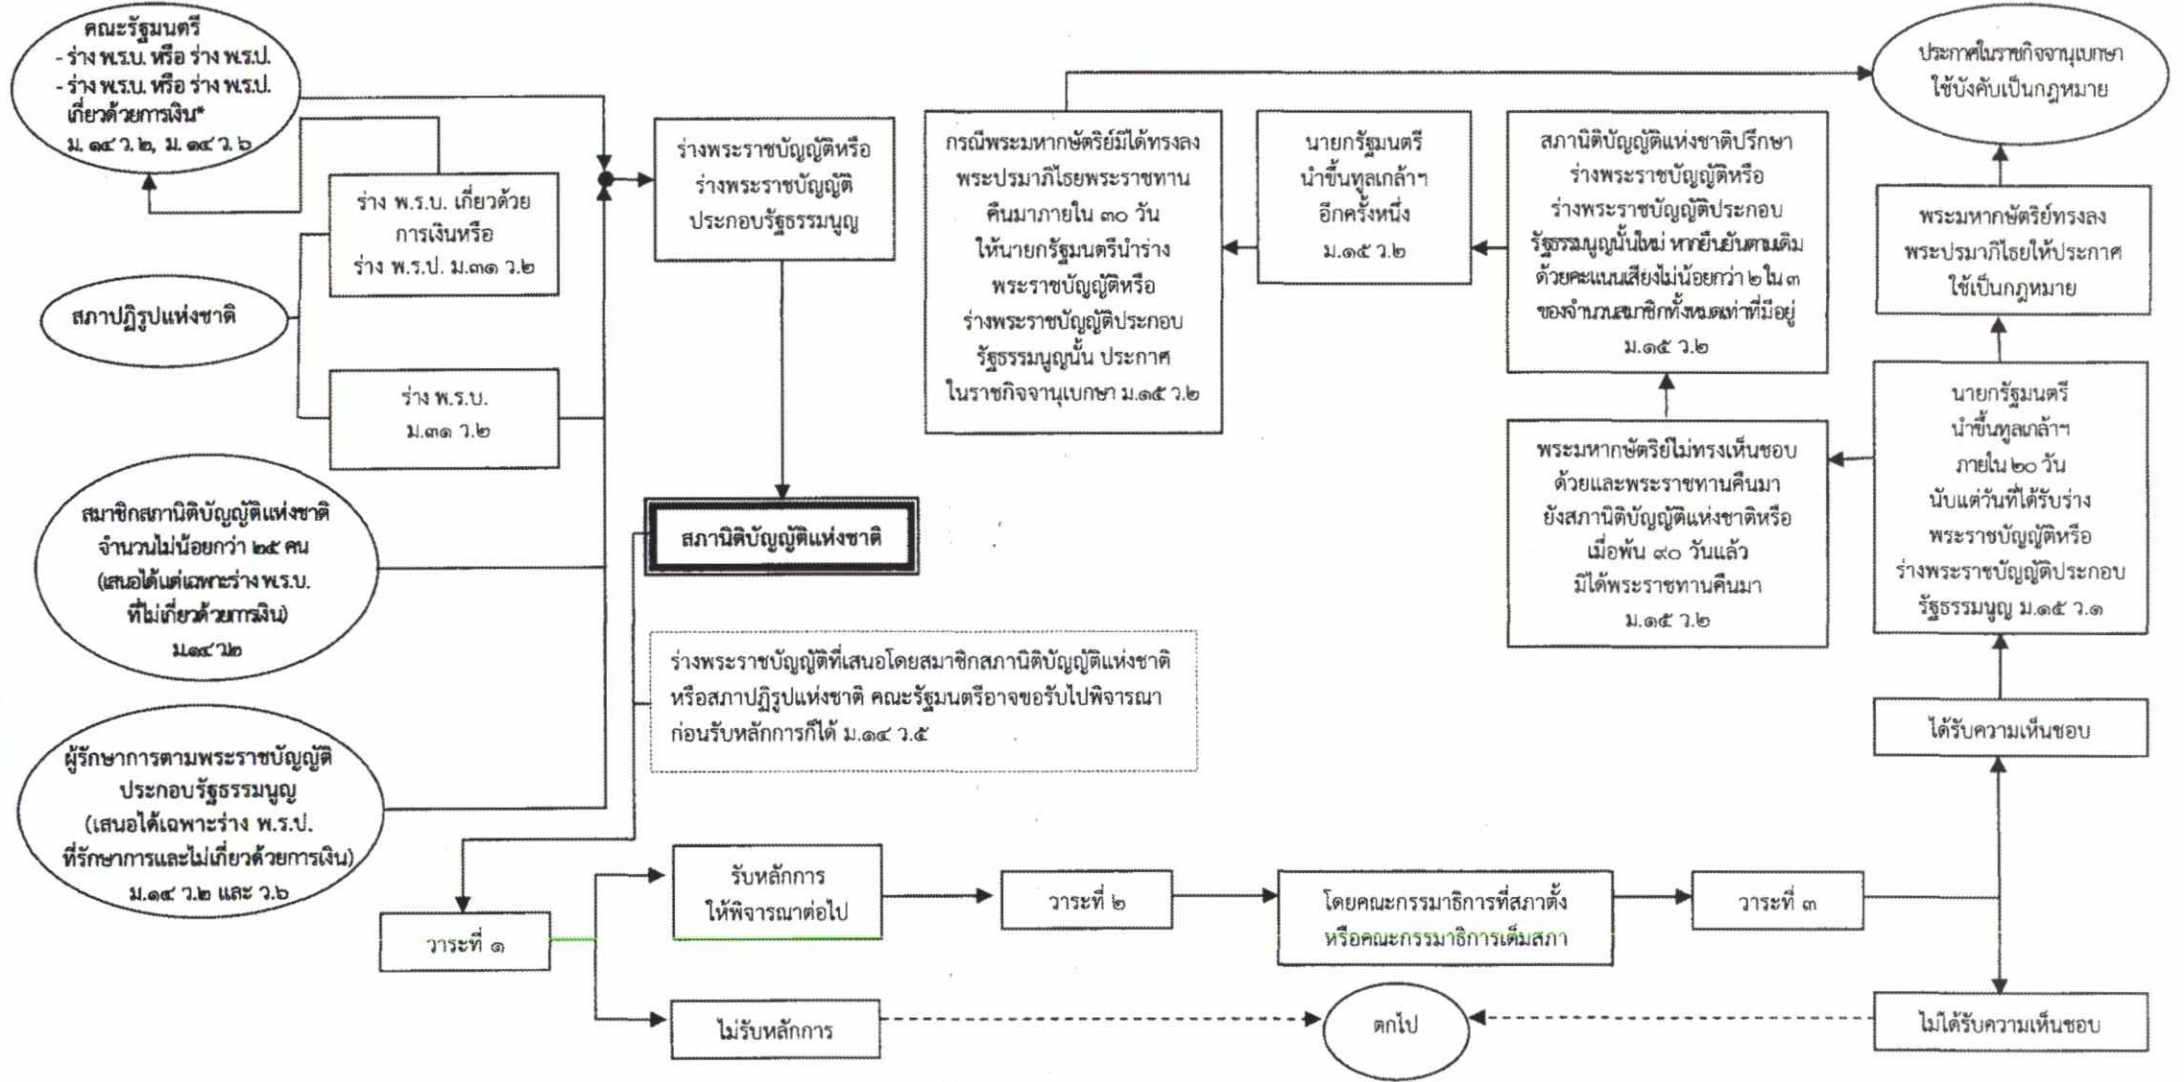 คณะรัฐมนตรี
- ร่าง พ.ร.บ. หรือ ร่าง พ.ร.ป.
- ร่าง พ.ร.บ. หรือ ร่าง พ.ร.ป.
เกี่ยวด้วยการเงิน*
ม. ๑๔ ว. ๒, ม. ๑๔ ว. ๖
ร่าง พ.ร.บ. เกี่ยวด้วย
การเงินหรือ
ร่าง พ.ร.ป. ม.๓๑ ว.๒
สภาปฏิรูปแห่งชาติ
ร่าง พ.ร.บ.
ม.๓๑ ว.๒
สมาชิกสภานิติบัญญัติแห่งชาติ
จำนวนไม่น้อยกว่า ๒๕ คน
(เสนอได้แต่เฉพาะร่าง พ.ร.บ.
ที่ไม่เกี่ยวด้วยการเงิน)
ม.๑๔ ว.๒
ผู้รักษาการตามพระราชบัญญัติ
ประกอบรัฐธรรมนูญ
(เสนอได้เฉพาะร่าง พ.ร.ป.
ที่รักษาการและไม่เกี่ยวด้วยการเงิน)
ม.๑๔ ว.๒ และ ว.๖
ร่างพระราชบัญญัติหรือ
ร่างพระราชบัญญัติ
ประกอบรัฐธรรมนูญ
สภานิติบัญญัติแห่งชาติ
ร่างพระราชบัญญัติที่เสนอโดยสมาชิกสภานิติบัญญัติแห่งชาติ
หรือสภาปฏิรูปแห่งชาติ คณะรัฐมนตรีอาจขอรับไปพิจารณา
ก่อนรับหลักการก็ได้ ม.๑๔ ว.๕
วาระที่ ๑
รับหลักการ
ให้พิจารณาต่อไป
ไม่รับหลักการ
วาระที่ ๒
โดยคณะกรรมาธิการที่สภาตั้ง
หรือคณะกรรมาธิการเต็มสภา
วาระที่ ๓
ตกไป
ไม่ได้รับความเห็นชอบ
ได้รับความเห็นชอบ
นายกรัฐมนตรี
นำขึ้นทูลเกล้าฯ
ภายใน ๒๐ วัน
นับแต่วันที่ได้รับร่าง
พระราชบัญญัติหรือ
ร่างพระราชบัญญัติประกอบ
รัฐธรรมนูญ ม.๑๕ ว.๑
พระมหากษัตริย์ทรงลง
พระปรมาภิไธยให้ประกาศ
ใช้เป็นกฎหมาย
ประกาศในราชกิจจานุเบกษา
ใช้บังคับเป็นกฎหมาย
พระมหากษัตริย์ไม่ทรงเห็นชอบ
ด้วยและพระราชทานคืนมา
ยังสภานิติบัญญัติแห่งชาติหรือ
เมื่อพ้น ๙๐ วันแล้ว
มิได้พระราชทานคืนมา
ม.๑๕ ว.๒
สภานิติบัญญัติแห่งชาติปรึกษา
ร่างพระราชบัญญัติหรือ
ร่างพระราชบัญญัติประกอบ
รัฐธรรมนูญนั้นใหม่ หากยืนยันตามเดิม
ด้วยคะแนนเสียงไม่น้อยกว่า ๒ ใน ๓
ของจำนวนสมาชิกทั้งหมดเท่าที่มีอยู่
ม.๑๕ ว.๒
นายกรัฐมนตรี
นำขึ้นทูลเกล้าฯ
อีกครั้งหนึ่ง
ม.๑๕ ว.๒
กรณีพระมหากษัตริย์มิได้ทรงลง
พระปรมาภิไธยพระราชทาน
คืนมาภายใน ๓๐ วัน
ให้นายกรัฐมนตรีนำร่าง
พระราชบัญญัติหรือ
ร่างพระราชบัญญัติประกอบ
รัฐธรรมนูญนั้น ประกาศ
ในราชกิจจานุเบกษา ม.๑๕ ว.๒